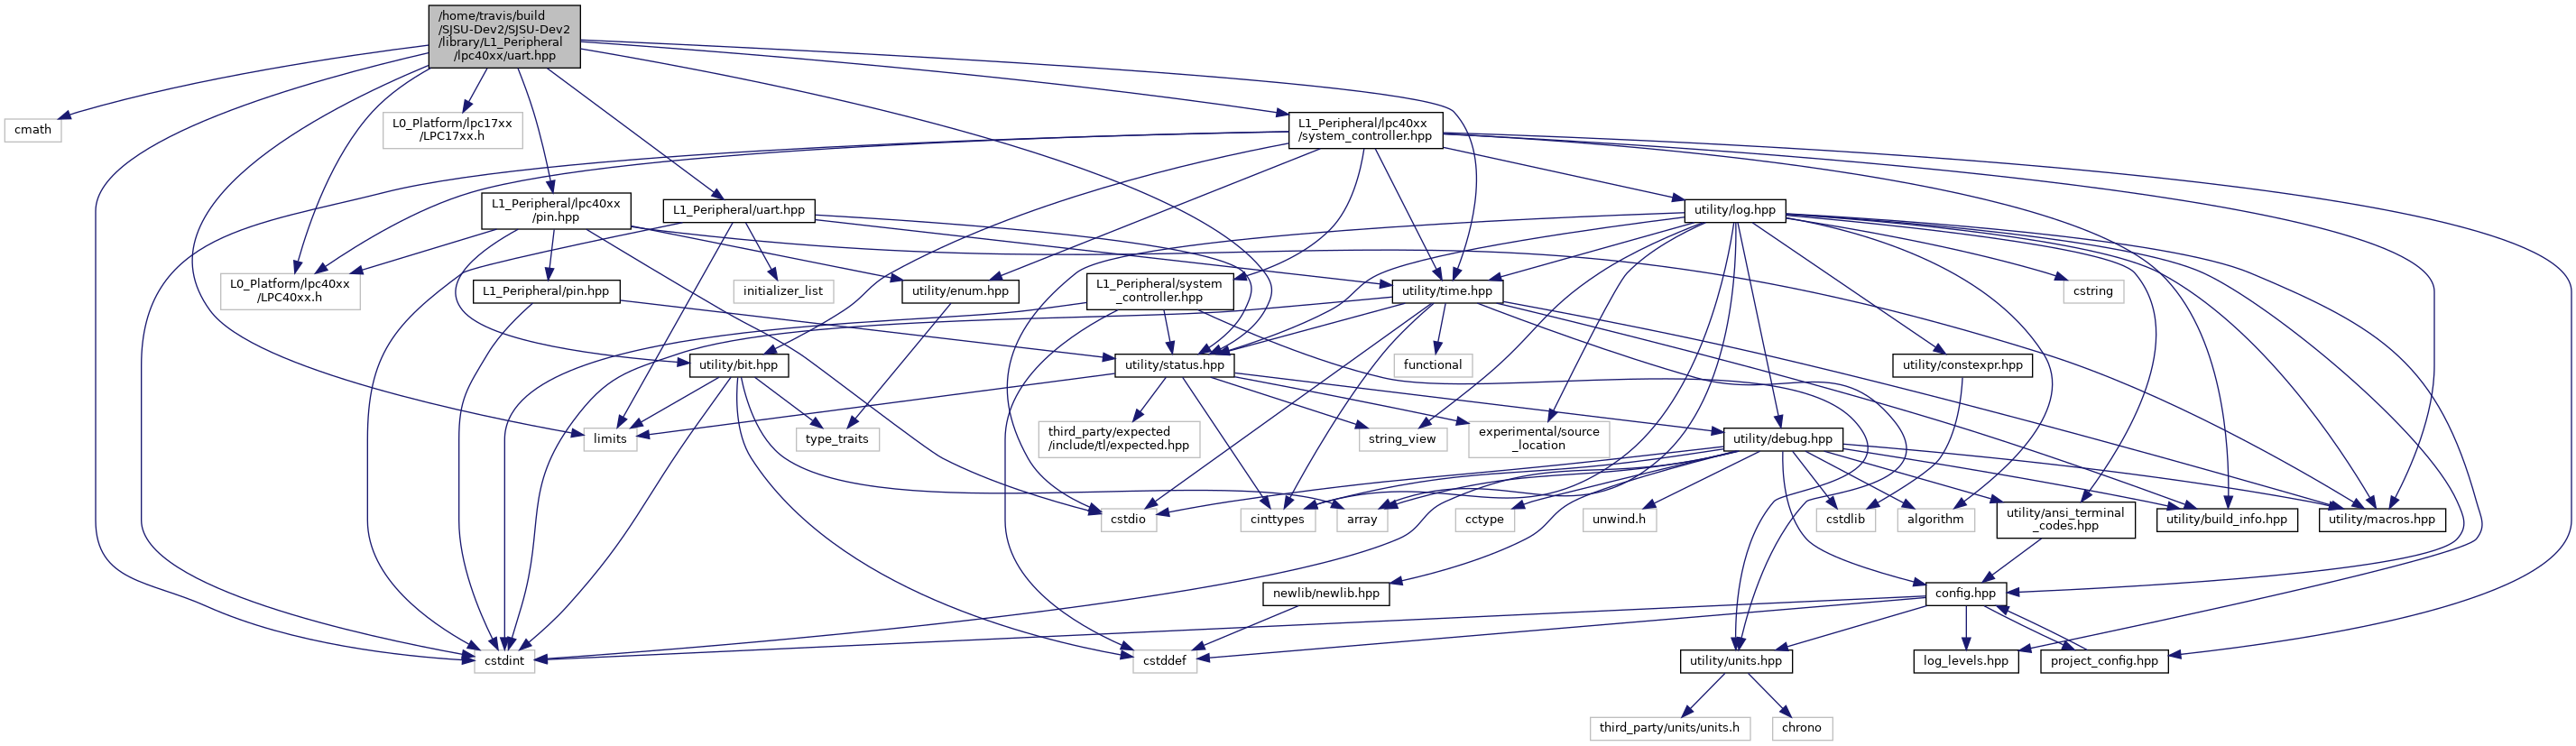 /home/travis/build
/SJSU-Dev2/SJSU-Dev2
/library/L1_Peripheral
/lpc40xx/uart.hpp
cmath
L0_Platform/lpc17xx
/LPC17xx.h
L1_Peripheral/lpc40xx
/system_controller.hpp
L1_Peripheral/lpc40xx
/pin.hpp
L1_Peripheral/uart.hpp
utility/log.hpp
L0_Platform/lpc40xx
/LPC40xx.h
L1_Peripheral/pin.hpp
initializer_list
utility/enum.hpp
L1_Peripheral/system
_controller.hpp
utility/time.hpp
cstring
utility/bit.hpp
utility/status.hpp
functional
utility/constexpr.hpp
limits
type_traits
third_party/expected
/include/tl/expected.hpp
string_view
experimental/source
_location
utility/debug.hpp
cstdio
cinttypes
array
cctype
unwind.h
cstdlib
algorithm
utility/ansi_terminal
_codes.hpp
utility/build_info.hpp
utility/macros.hpp
newlib/newlib.hpp
config.hpp
cstdint
cstddef
utility/units.hpp
log_levels.hpp
project_config.hpp
third_party/units/units.h
chrono